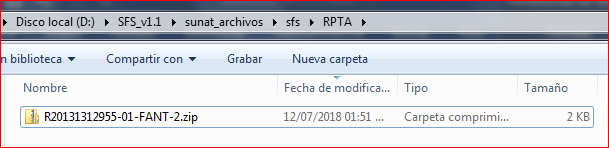 Disco local (D:) ▸ SFS_v1.1 ▸ sunat_archivos ▸ sfs ▸ RPTA ▸
n biblioteca ▾ Compartir con ▾ Grabar Nueva carpeta
Nombre Fecha de modifica... Tipo Tamaño
R20131312955-01-FANT-2.zip 12/07/2018 01:51 ... Carpeta comprimi... 2 KB